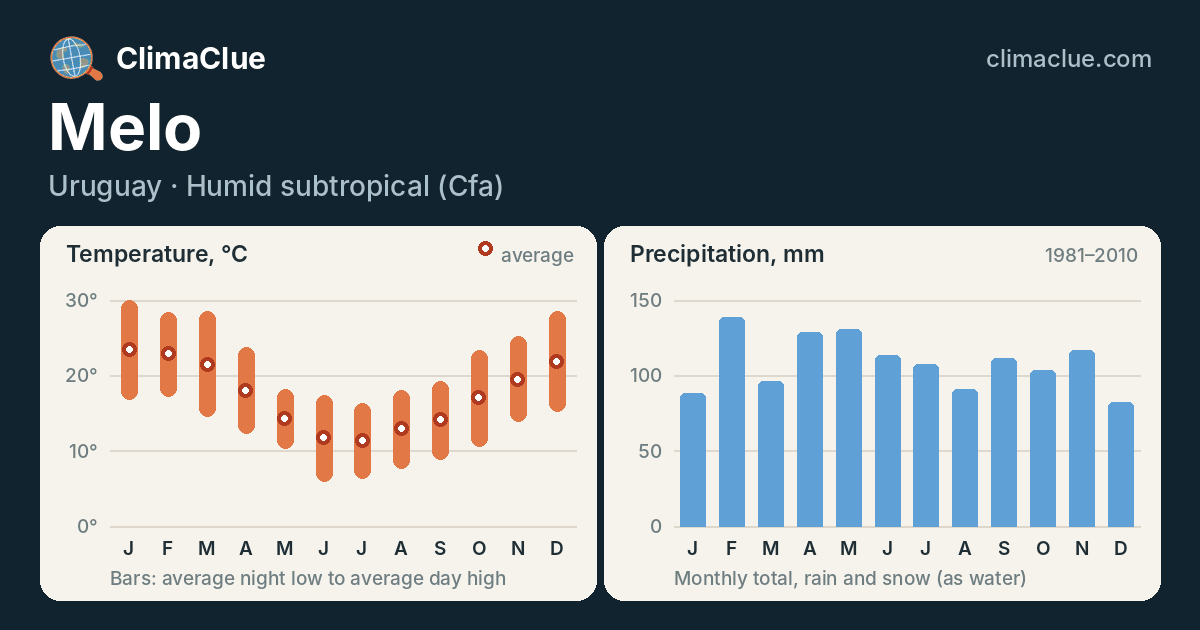 ClimaClue
climaclue.com
Melo
Uruguay · Humid subtropical (Cfa)
Temperature, °C
average
30°
20°
10°
0°
J F M A M J J A S O N D
Bars: average night low to average day high
Precipitation, mm
1981–2010
150
100
50
0
J F M A M J J A S O N D
Monthly total, rain and snow (as water)